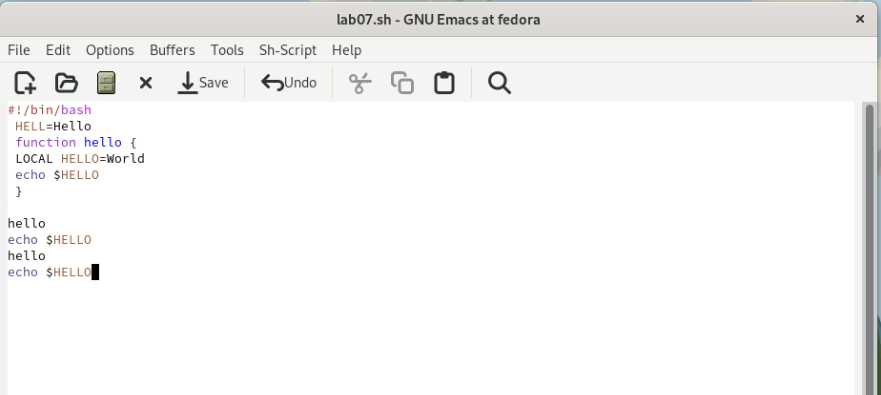 lab07.sh - GNU Emacs at fedora
File Edit Options Buffers Tools Sh-Script Help
Save Undo
#!/bin/bash
HELL=Hello
function hello {
LOCAL HELLO=World
echo $HELLO
}
hello
echo $HELLO
hello
echo $HELLO